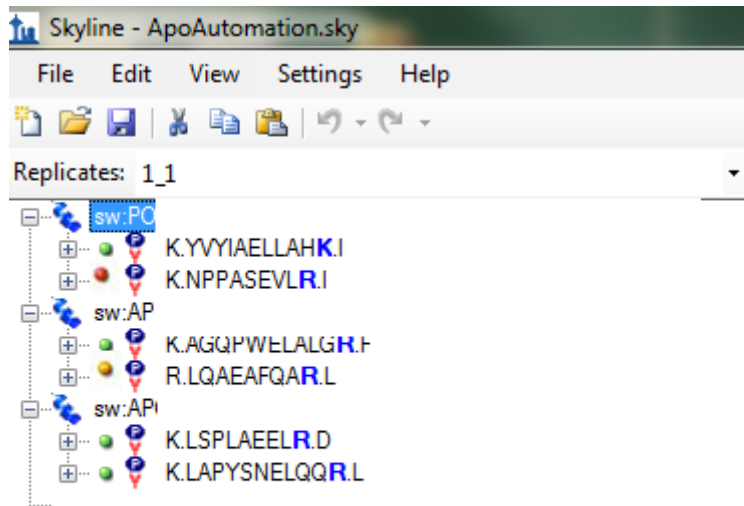 Skyline - ApoAutomation.sky
File Edit View Settings Help
Replicates: 1_1
sw:PO
K.YVYIAELLAHK.I
K.NPPASEVLR.I
sw:AP
K.AGQPWELALGR.F
R.LQAEAFQAR.L
sw:AP
K.LSPLAEELR.D
K.LAPYSNELQQR.L